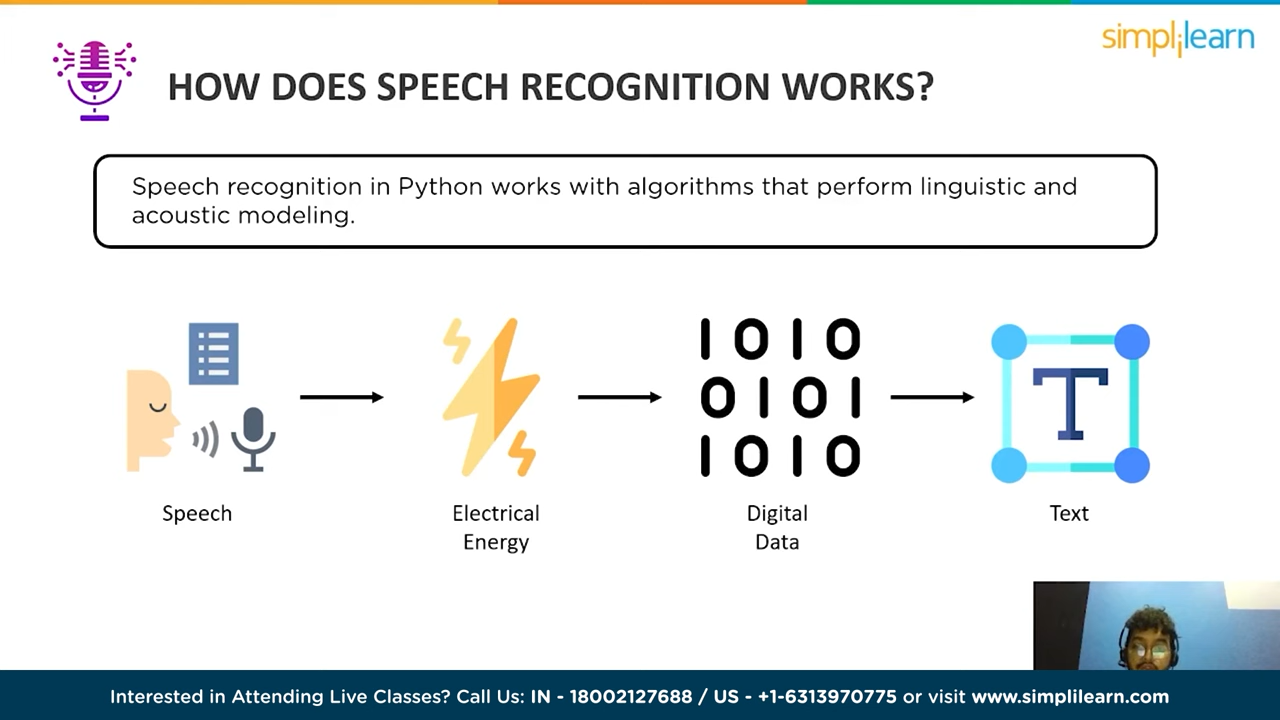 simplilearn
HOW DOES SPEECH RECOGNITION WORKS?
Speech recognition in Python works with algorithms that perform linguistic and
acoustic modeling.
1010
0101
1010
T
Speech
Electrical
Energy
Digital
Data
Text
Interested in Attending Live Classes? Call Us: IN - 18002127688 / US - +1-6313970775 or visit www.simplilearn.com